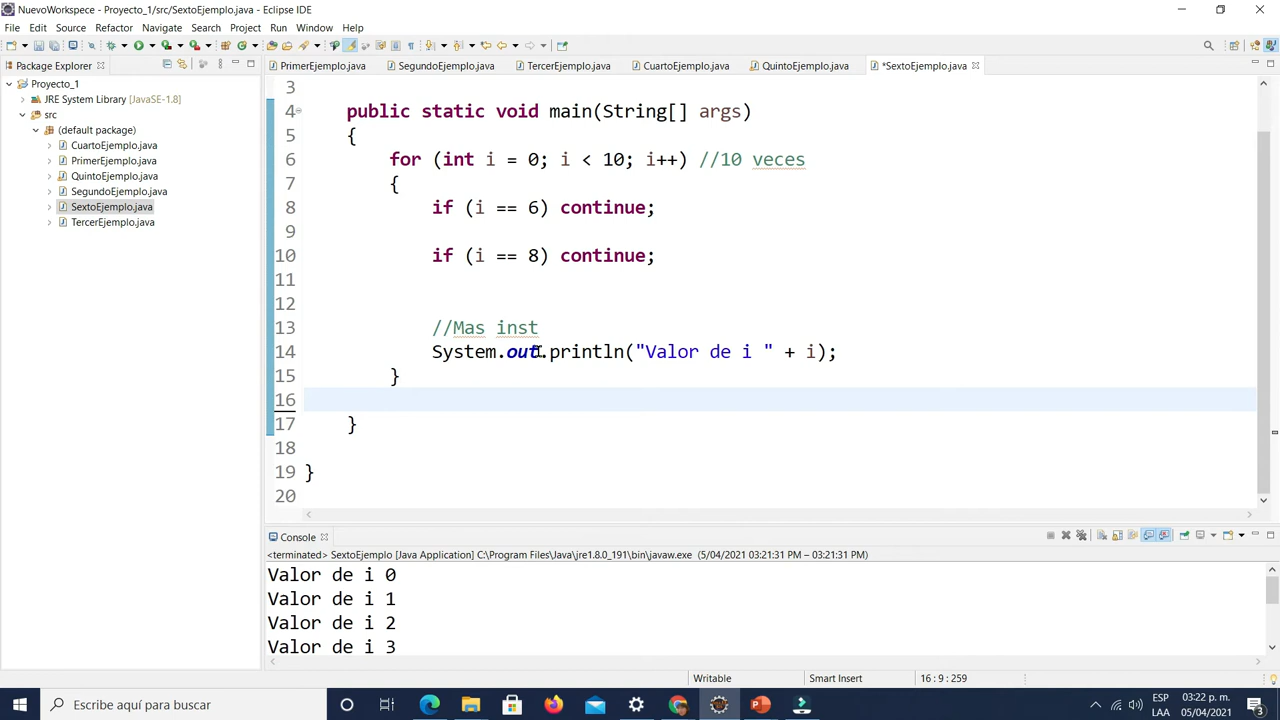 NuevoWorkspece - Proyecto_1/src/SextoEjemplo.java - Eclipse IDE
File Edit Source Refactor Navigate Search Project Run Window Help
Package Explorer
PrimerEjemplo.java SegundoEjemplo.java TercerEjemplo.java CuartoEjemplo.java QuintoEjemplo.java *SextoEjemplo.java
Proyecto_1
JRE System Library [JavaSE-1.8]
src
(default package)
CuartoEjemplo.java
PrimerEjemplo.java
QuintoEjemplo.java
SegundoEjemplo.java
SextoEjemplo.java
TercerEjemplo.java
3
4 public static void main(String[] args)
5 {
6 for (int i = 0; i < 10; i++) //10 veces
7 {
8 if (i == 6) continue;
9
10 if (i == 8) continue;
11
12
13 //Mas inst
14 System.out.println("Valor de i " + i);
15 }
16
17 }
18
19 }
20
Console
<terminated> SextoEjemplo [Java Application] C:\Program Files\Java\jre1.8.0_191\bin\javaw.exe (5/04/2021 03:21:31 PM – 03:21:31 PM)
Valor de i 0
Valor de i 1
Valor de i 2
Valor de i 3
Writable Smart Insert 16 : 9 : 259
Escribe aquí para buscar
ESP
LAA
03:22 p. m.
05/04/2021
3